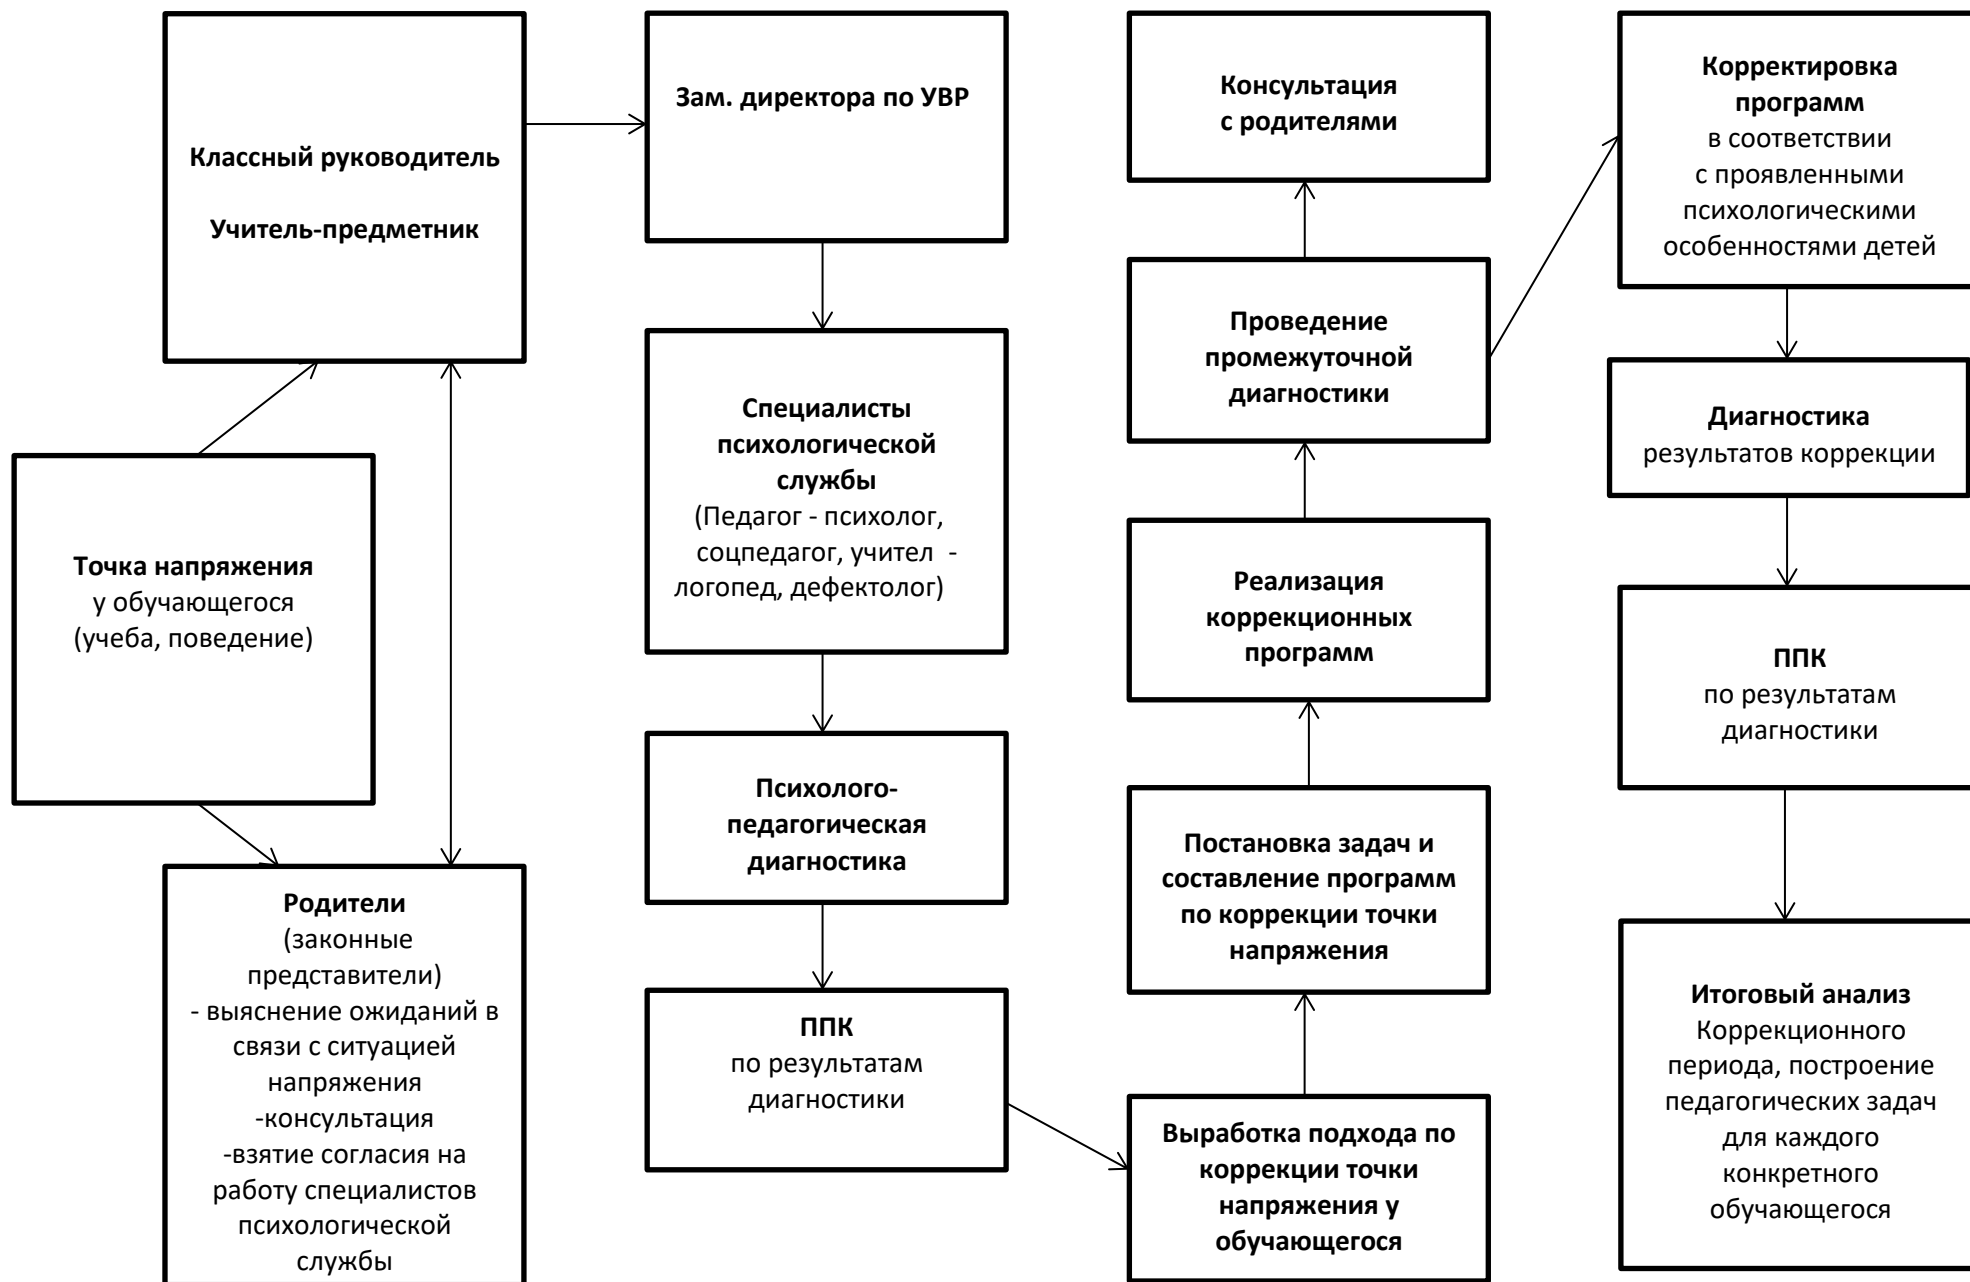 Классный руководитель
Учитель-предметник
Точка напряжения
у обучающегося
(учеба, поведение)
Родители
(законные
представители)
- выяснение ожиданий в
связи с ситуацией
напряжения
-консультация
-взятие согласия на
работу специалистов
психологической
службы
Зам. директора по УВР
Специалисты
психологической
службы
(Педагог - психолог,
соцпедагог, учител -
логопед, дефектолог)
Психолого-
педагогическая
диагностика
ППК
по результатам
диагностики
Консультация
с родителями
Проведение
промежуточной
диагностики
Реализация
коррекционных
программ
Постановка задач и
составление программ
по коррекции точки
напряжения
Выработка подхода по
коррекции точки
напряжения у
обучающегося
Корректировка
программ
в соответствии
с проявленными
психологическими
особенностями детей
Диагностика
результатов коррекции
ППК
по результатам
диагностики
Итоговый анализ
Коррекционного
периода, построение
педагогических задач
для каждого
конкретного
обучающегося